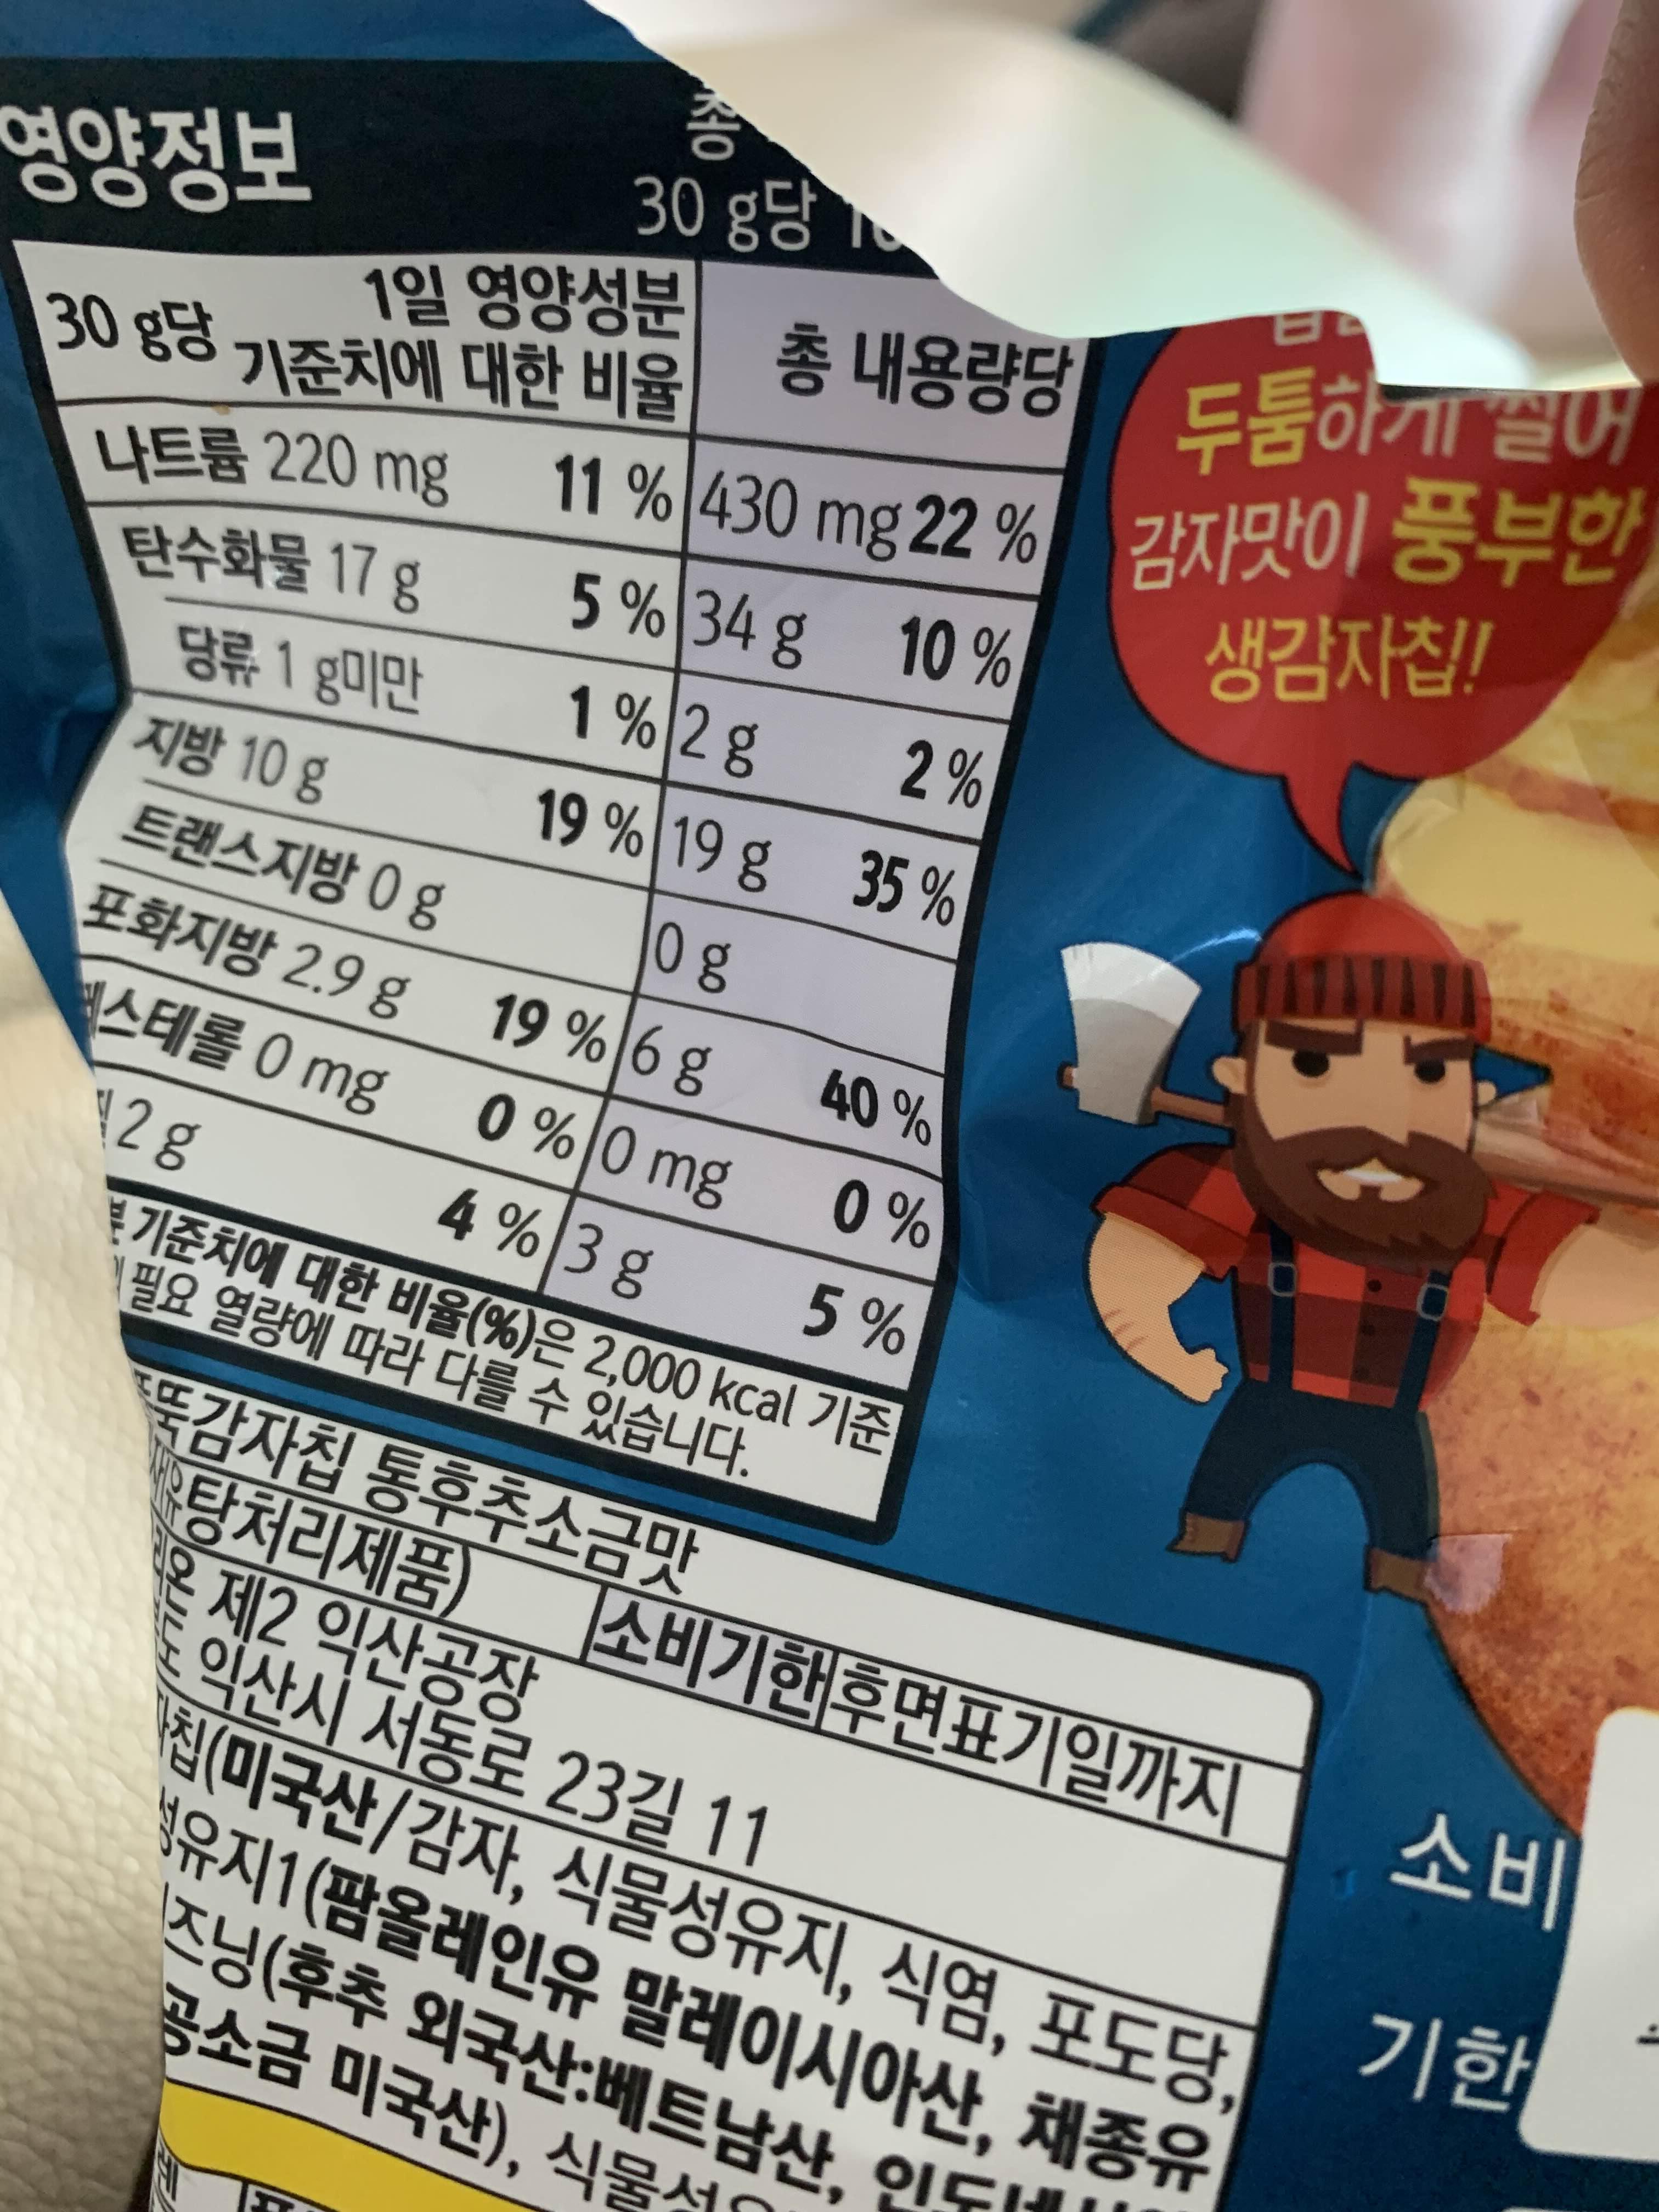 영양정보
총
30 g당
30 g당 1일 영양성분 기준치에 대한 비율 총 내용량당
나트륨 220 mg 11 % 430 mg 22 %
탄수화물 17 g 5 % 34 g 10 %
당류 1 g미만 1 % 2 g 2 %
지방 10 g 19 % 19 g 35 %
트랜스지방 0 g 0 g
포화지방 2.9 g 19 % 6 g 40 %
스테롤 0 mg 0 % 0 mg 0 %
2 g 4 % 3 g 5 %
기준치에 대한 비율(%)은 2,000 kcal 기준
필요 열량에 따라 다를 수 있습니다.
뚝감자칩 통후추소금맛
유탕처리제품) 소비기한 후면표기일까지
리온 제2 익산공장
익산시 서동로 23길 11
칩(미국산/감자, 식물성유지, 식염, 포도당,
유지1(팜올레인유 말레이시아산, 채종유
즈닝(후추 외국산:베트남산,
공소금 미국산),
두툼하게 썰어
감자맛이 풍부한
생감자칩!
소비
기한